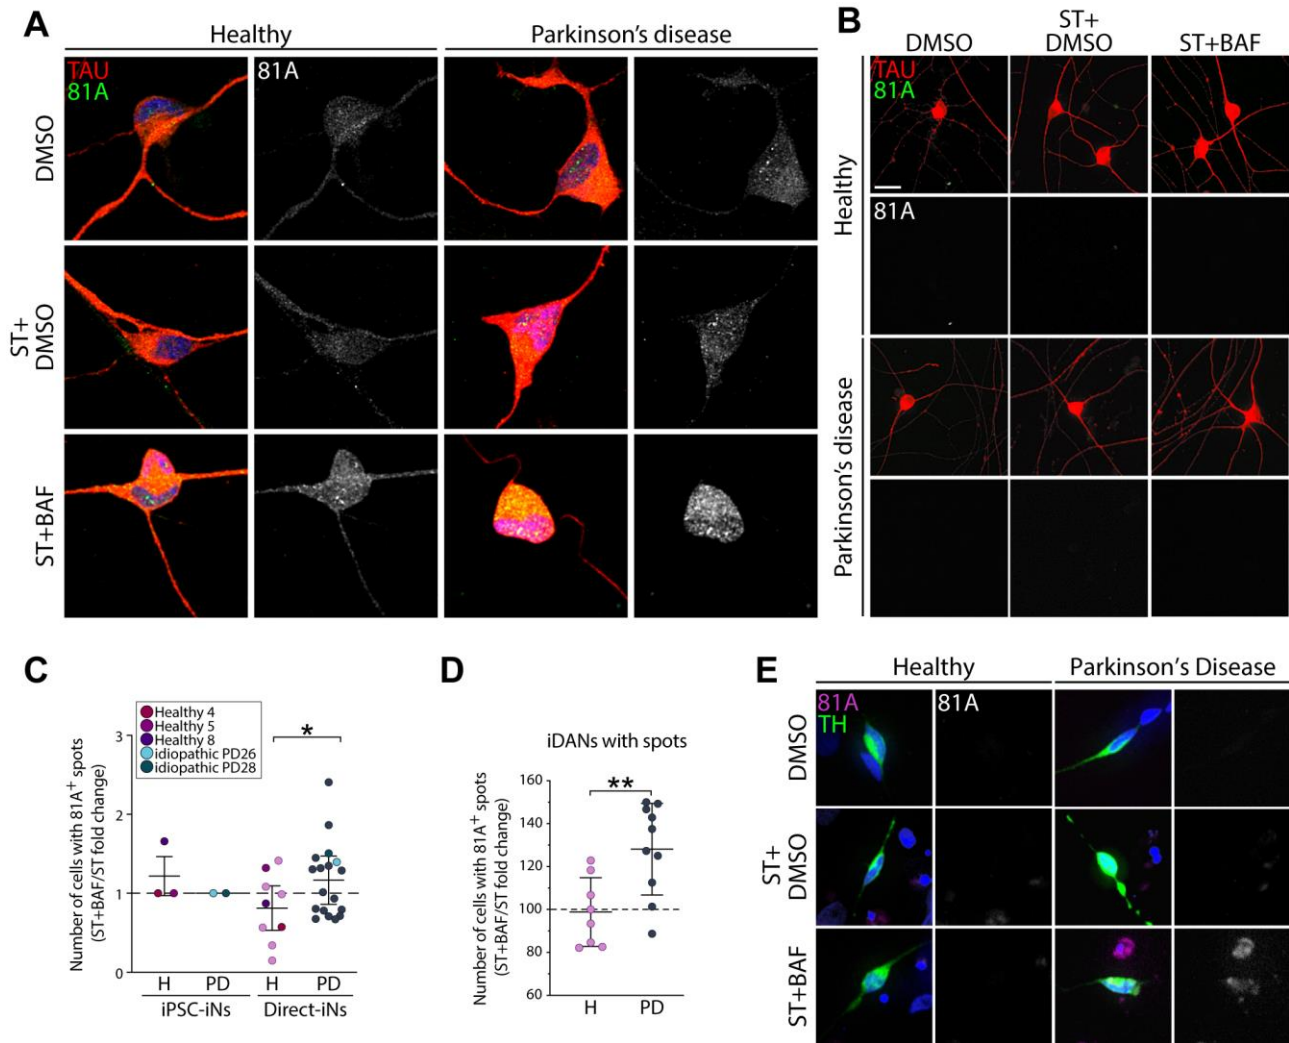 A
Healthy
Parkinson's disease
TAU
81A
81A
DMSO
ST+
DMSO
ST+BAF
B
DMSO
ST+
DMSO
ST+BAF
TAU
81A
81A
Healthy
Parkinson's disease
C
Healthy 4
Healthy 5
Healthy 8
idiopathic PD26
idiopathic PD28
*
Number of cells with 81A+ spots
(ST+BAF/ST fold change)
3
2
1
0
H
PD
H
PD
iPSC-iNs
Direct-iNs
D
iDANs with spots
**
Number of cells with 81A+ spots
(ST+BAF/ST fold change)
160
140
120
100
80
60
H
PD
E
Healthy
Parkinson's Disease
81A
TH
81A
DMSO
ST+
DMSO
ST+BAF